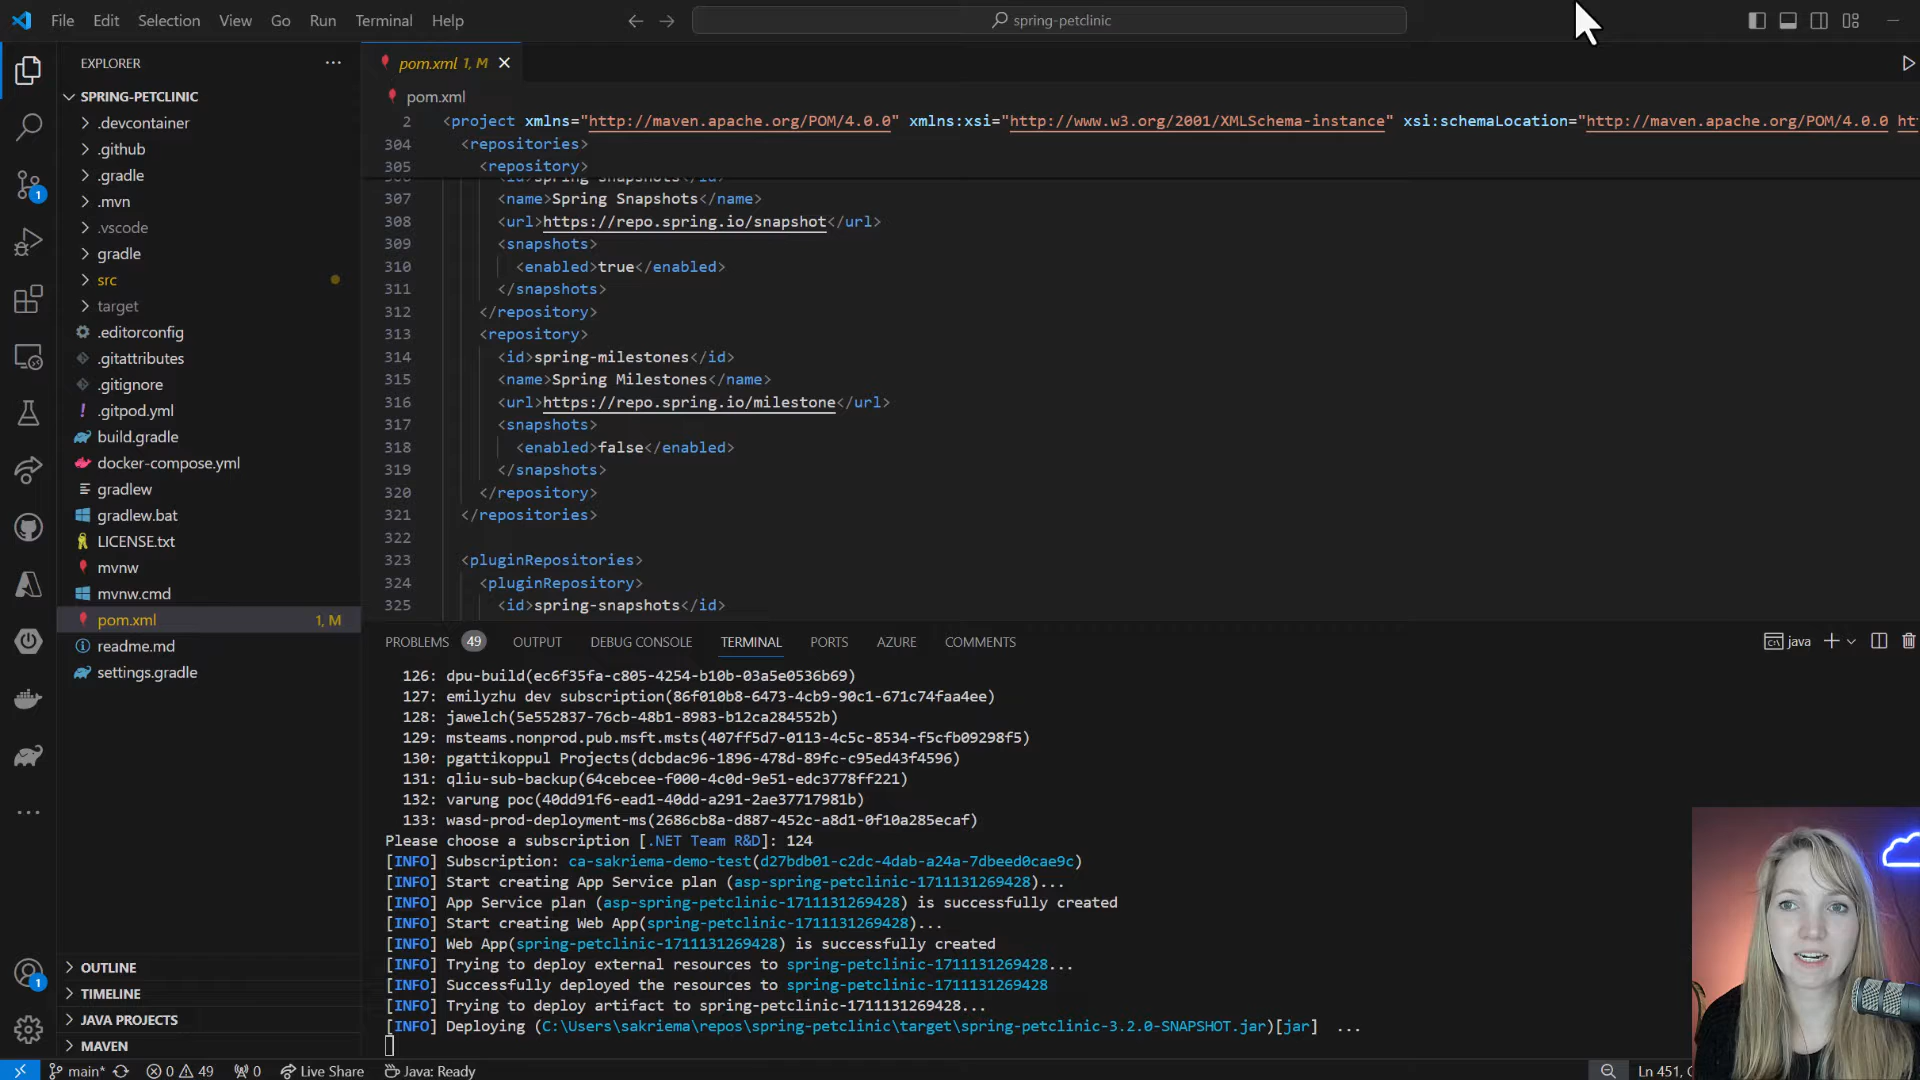 File Edit Selection View Go Run Terminal Help
spring-petclinic
EXPLORER
SPRING-PETCLINIC
.devcontainer
.github
.gradle
.mvn
.vscode
gradle
src
target
.editorconfig
.gitattributes
.gitignore
.gitpod.yml
build.gradle
docker-compose.yml
gradlew
gradlew.bat
LICENSE.txt
mvnw
mvnw.cmd
pom.xml 1, M
readme.md
settings.gradle
OUTLINE
TIMELINE
JAVA PROJECTS
MAVEN
1
1
pom.xml 1, M
pom.xml
2 <project xmlns="http://maven.apache.org/POM/4.0.0" xmlns:xsi="http://www.w3.org/2001/XMLSchema-instance" xsi:schemaLocation="http://maven.apache.org/POM/4.0.0 ht
304 <repositories>
305 <repository>
307 <name>Spring Snapshots</name>
308 <url>https://repo.spring.io/snapshot</url>
309 <snapshots>
310 <enabled>true</enabled>
311 </snapshots>
312 </repository>
313 <repository>
314 <id>spring-milestones</id>
315 <name>Spring Milestones</name>
316 <url>https://repo.spring.io/milestone</url>
317 <snapshots>
318 <enabled>false</enabled>
319 </snapshots>
320 </repository>
321 </repositories>
322
323 <pluginRepositories>
324 <pluginRepository>
325 <id>spring-snapshots</id>
PROBLEMS 49 OUTPUT DEBUG CONSOLE TERMINAL PORTS AZURE COMMENTS
java
126: dpu-build(ec6f35fa-c805-4254-b10b-03a5e0536b69)
127: emilyzhu dev subscription(86f010b8-6473-4cb9-90c1-671c74faa4ee)
128: jawelch(5e552837-76cb-48b1-8983-b12ca284552b)
129: msteams.nonprod.pub.msft.msts(407ff5d7-0113-4c5c-8534-f5cfb09298f5)
130: pgattikoppul Projects(dcbdac96-1896-478d-89fc-c95ed43f4596)
131: qliu-sub-backup(64cebcee-f000-4c0d-9e51-edc3778ff221)
132: varung poc(40dd91f6-ead1-40dd-a291-2ae37717981b)
133: wasd-prod-deployment-ms(2686cb8a-d887-452c-a8d1-0f10a285ecaf)
Please choose a subscription [.NET Team R&D]: 124
[INFO] Subscription: ca-sakriema-demo-test(d27bdb01-c2dc-4dab-a24a-7dbeed0cae9c)
[INFO] Start creating App Service plan (asp-spring-petclinic-1711131269428)...
[INFO] App Service plan (asp-spring-petclinic-1711131269428) is successfully created
[INFO] Start creating Web App(spring-petclinic-1711131269428)...
[INFO] Web App(spring-petclinic-1711131269428) is successfully created
[INFO] Trying to deploy external resources to spring-petclinic-1711131269428...
[INFO] Successfully deployed the resources to spring-petclinic-1711131269428
[INFO] Trying to deploy artifact to spring-petclinic-1711131269428...
[INFO] Deploying (C:\Users\sakriema\repos\spring-petclinic\target\spring-petclinic-3.2.0-SNAPSHOT.jar)[jar] ...
main* 0 49 0 Live Share Java: Ready Ln 451,